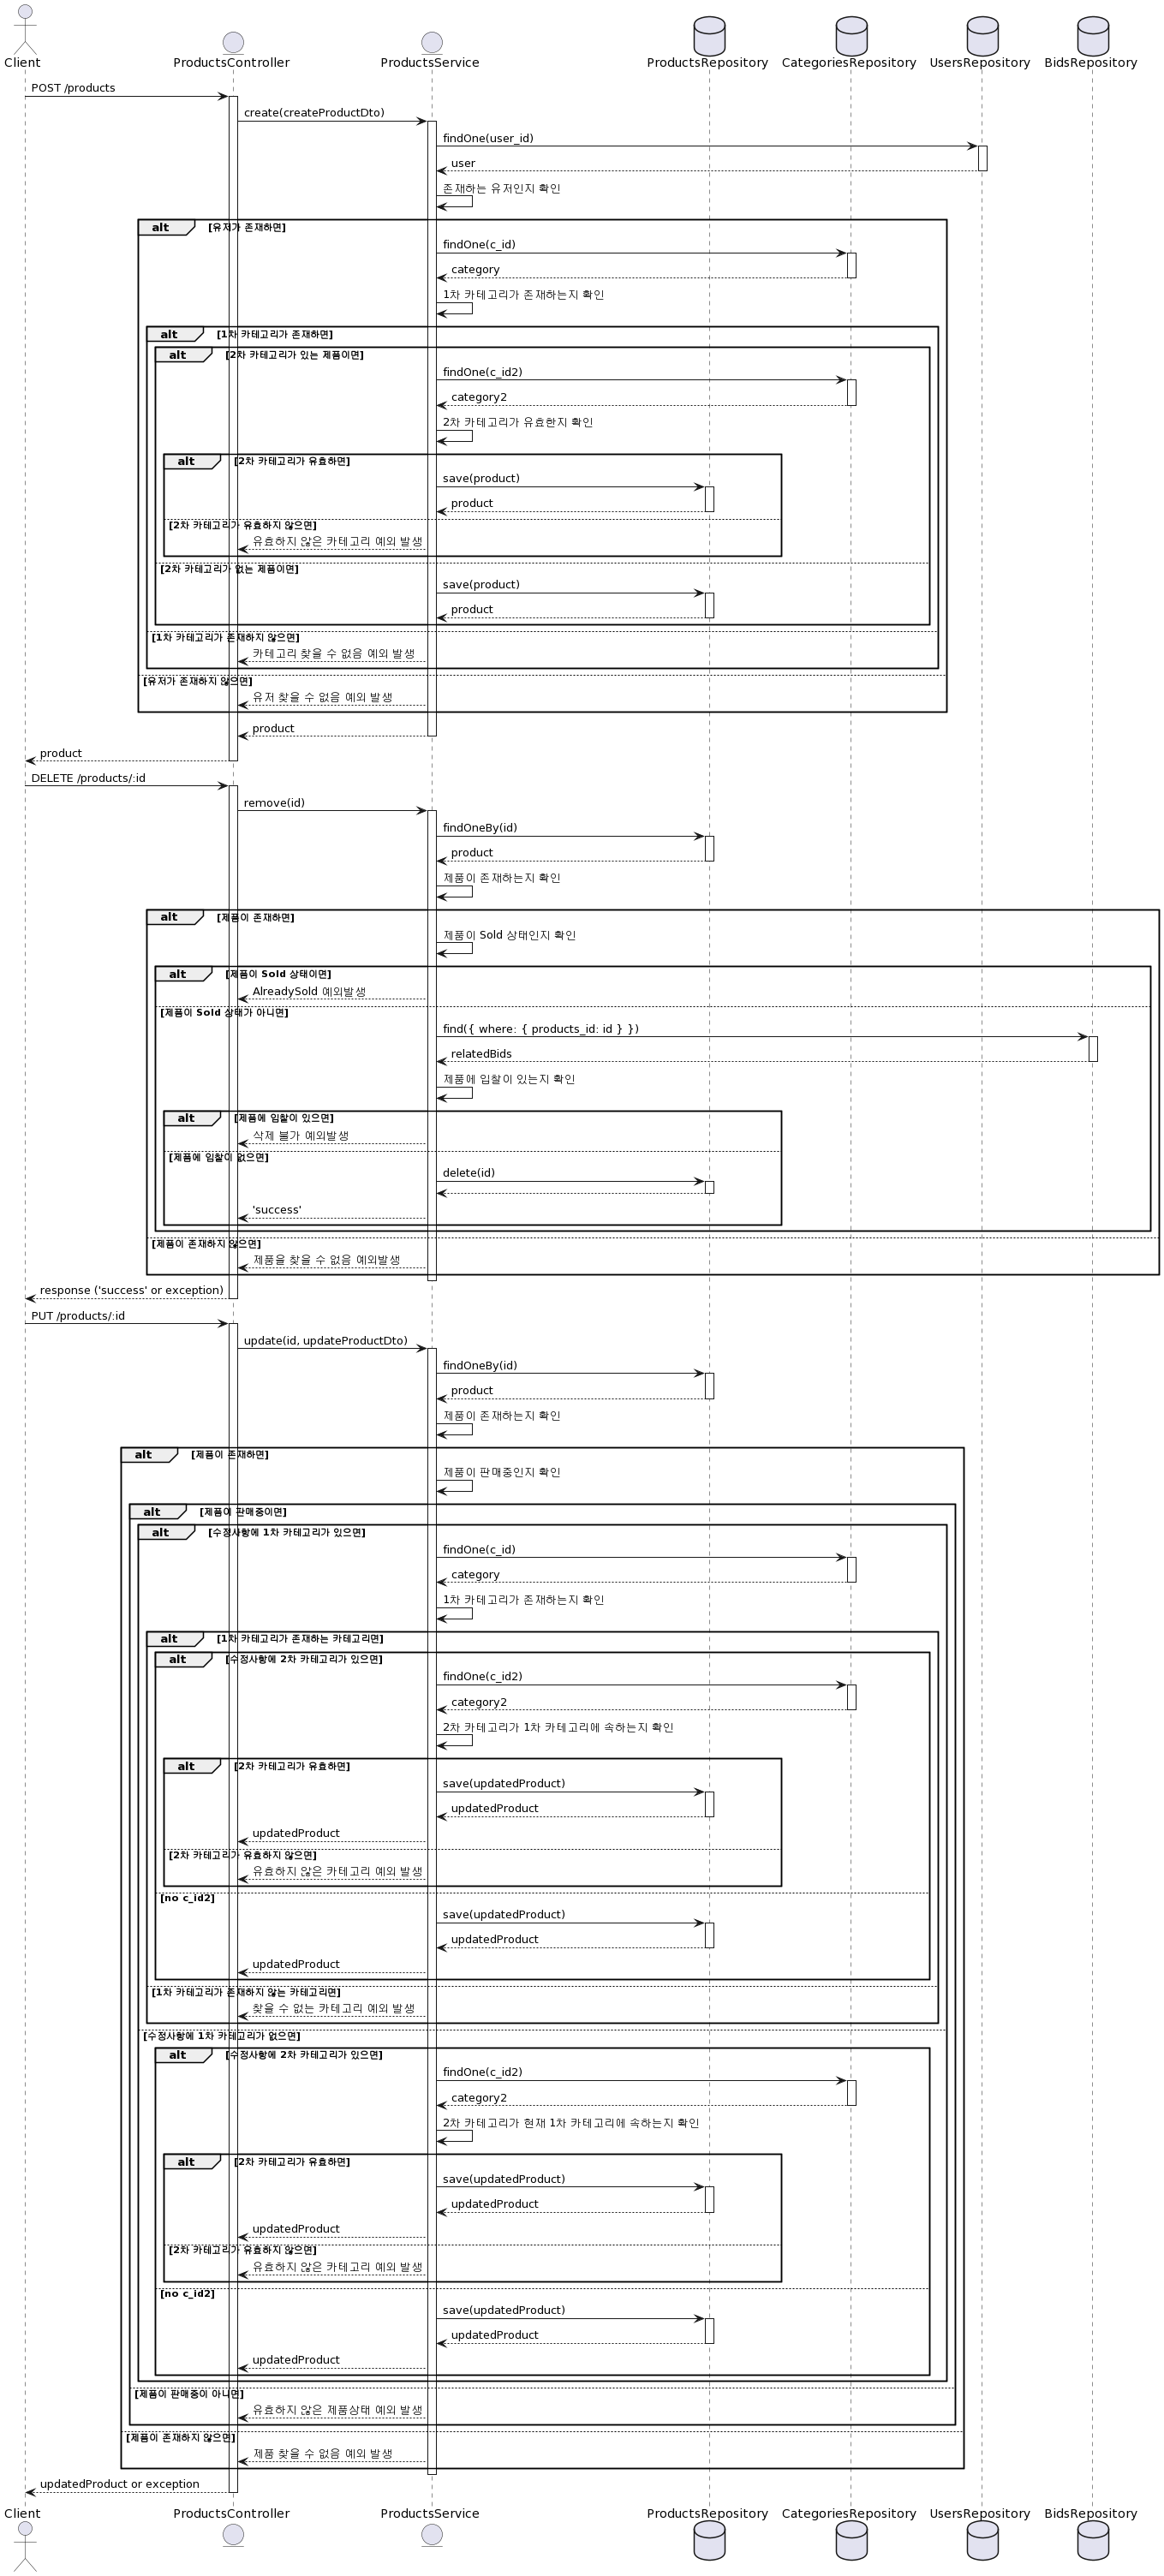 Client
ProductsController
ProductsService
ProductsRepository
CategoriesRepository
UsersRepository
BidsRepository
POST /products
create(createProductDto)
findOne(user_id)
user
존재하는 유저인지 확인
alt [유저가 존재하면]
findOne(c_id)
category
1차 카테고리가 존재하는지 확인
alt [1차 카테고리가 존재하면]
alt [2차 카테고리가 있는 제품이면]
findOne(c_id2)
category2
2차 카테고리가 유효한지 확인
alt [2차 카테고리가 유효하면]
save(product)
product
[2차 카테고리가 유효하지 않으면]
유효하지 않은 카테고리 예외 발생
[2차 카테고리가 없는 제품이면]
save(product)
product
[1차 카테고리가 존재하지 않으면]
카테고리 찾을 수 없음 예외 발생
[유저가 존재하지 않으면]
유저 찾을 수 없음 예외 발생
product
product
DELETE /products/:id
remove(id)
findOneBy(id)
product
제품이 존재하는지 확인
alt [제품이 존재하면]
제품이 Sold 상태인지 확인
alt [제품이 Sold 상태이면]
AlreadySold 예외발생
[제품이 Sold 상태가 아니면]
find({ where: { products_id: id } })
relatedBids
제품에 입찰이 있는지 확인
alt [제품에 입찰이 있으면]
삭제 불가 예외발생
[제품에 입찰이 없으면]
delete(id)
'success'
[제품이 존재하지 않으면]
제품을 찾을 수 없음 예외발생
response ('success' or exception)
PUT /products/:id
update(id, updateProductDto)
findOneBy(id)
product
제품이 존재하는지 확인
alt [제품이 존재하면]
제품이 판매중인지 확인
alt [제품이 판매중이면]
alt [수정사항에 1차 카테고리가 있으면]
findOne(c_id)
category
1차 카테고리가 존재하는지 확인
alt [1차 카테고리가 존재하는 카테고리면]
alt [수정사항에 2차 카테고리가 있으면]
findOne(c_id2)
category2
2차 카테고리가 1차 카테고리에 속하는지 확인
alt [2차 카테고리가 유효하면]
save(updatedProduct)
updatedProduct
updatedProduct
[2차 카테고리가 유효하지 않으면]
유효하지 않은 카테고리 예외 발생
[no c_id2]
save(updatedProduct)
updatedProduct
updatedProduct
[1차 카테고리가 존재하지 않는 카테고리면]
찾을 수 없는 카테고리 예외 발생
[수정사항에 1차 카테고리가 없으면]
alt [수정사항에 2차 카테고리가 있으면]
findOne(c_id2)
category2
2차 카테고리가 현재 1차 카테고리에 속하는지 확인
alt [2차 카테고리가 유효하면]
save(updatedProduct)
updatedProduct
updatedProduct
[2차 카테고리가 유효하지 않으면]
유효하지 않은 카테고리 예외 발생
[no c_id2]
save(updatedProduct)
updatedProduct
updatedProduct
[제품이 판매중이 아니면]
유효하지 않은 제품상태 예외 발생
[제품이 존재하지 않으면]
제품 찾을 수 없음 예외 발생
updatedProduct or exception
Client
ProductsController
ProductsService
ProductsRepository
CategoriesRepository
UsersRepository
BidsRepository